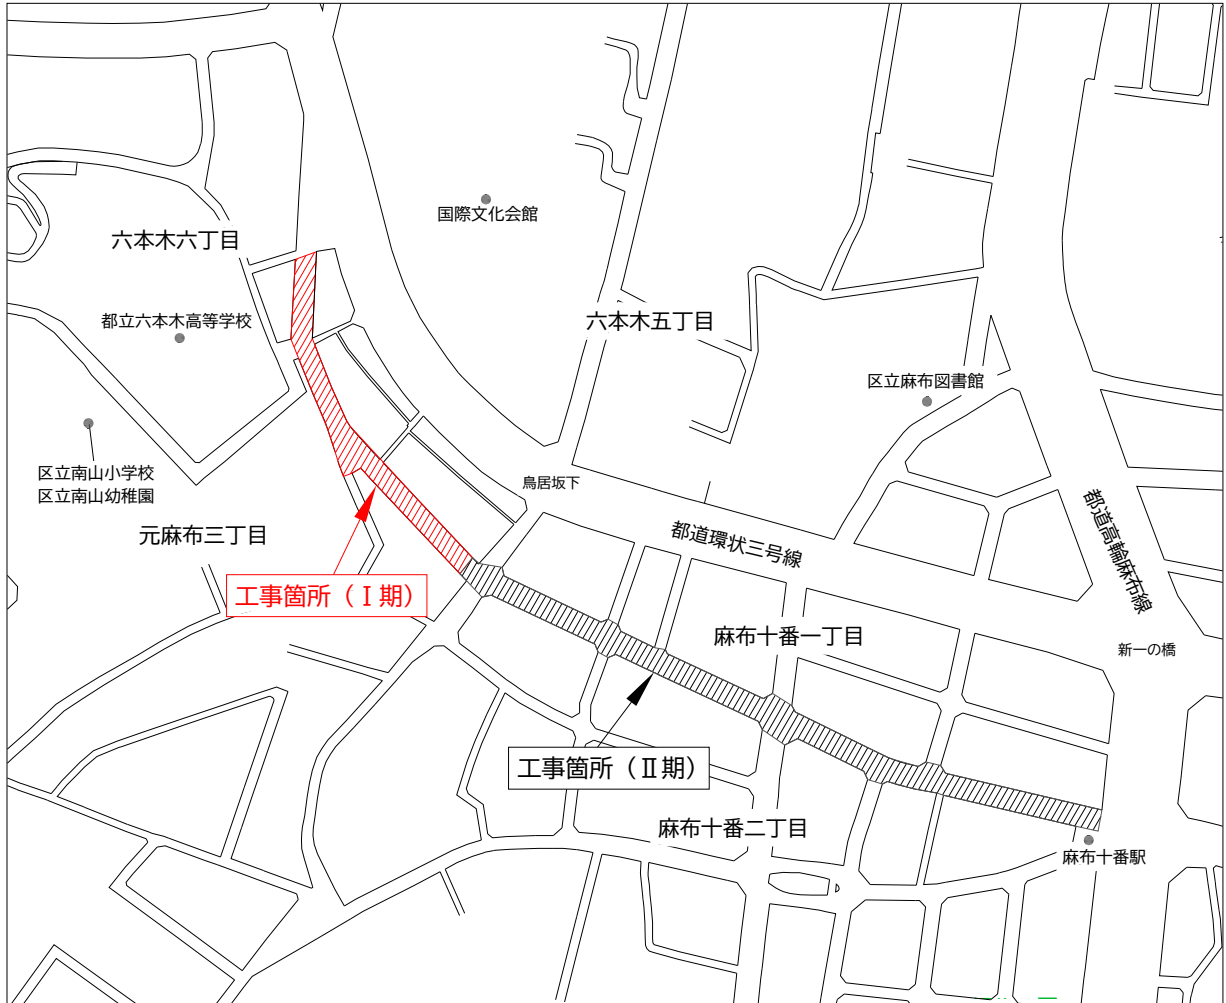 国際文化会館
六本木六丁目
都立六本木高等学校
六本木五丁目
区立麻布図書館
区立南山小学校
区立南山幼稚園
鳥居坂下
元麻布三丁目
都道環状三号線
都道高輪麻布線
工事箇所（Ⅰ期）
麻布十番一丁目
新一の橋
工事箇所（Ⅱ期）
麻布十番二丁目
麻布十番駅